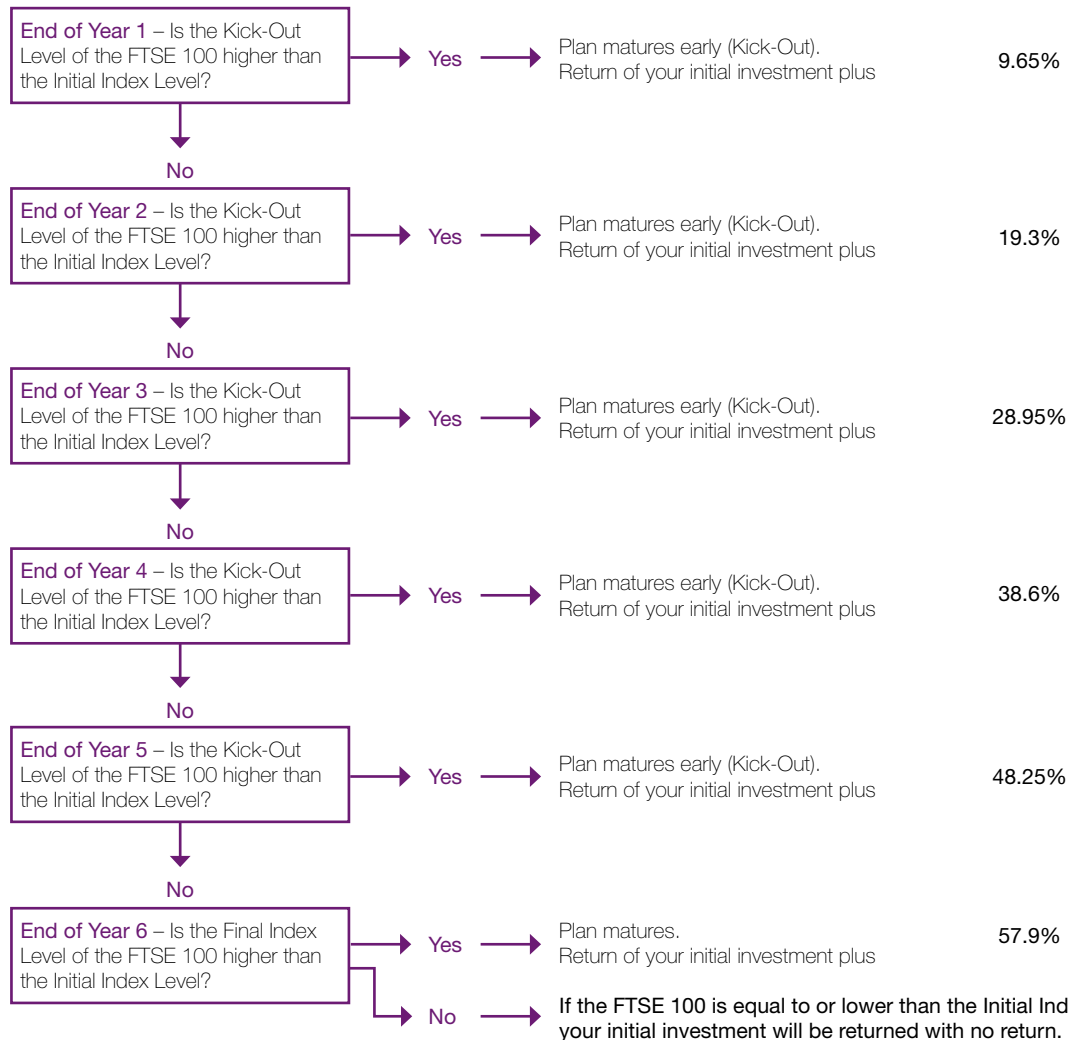 End of Year 1 – Is the Kick-Out
Level of the FTSE 100 higher than
the Initial Index Level?
Yes
Plan matures early (Kick-Out).
Return of your initial investment plus
9.65%
No
End of Year 2 – Is the Kick-Out
Level of the FTSE 100 higher than
the Initial Index Level?
Yes
Plan matures early (Kick-Out).
Return of your initial investment plus
19.3%
No
End of Year 3 – Is the Kick-Out
Level of the FTSE 100 higher than
the Initial Index Level?
Yes
Plan matures early (Kick-Out).
Return of your initial investment plus
28.95%
No
End of Year 4 – Is the Kick-Out
Level of the FTSE 100 higher than
the Initial Index Level?
Yes
Plan matures early (Kick-Out).
Return of your initial investment plus
38.6%
No
End of Year 5 – Is the Kick-Out
Level of the FTSE 100 higher than
the Initial Index Level?
Yes
Plan matures early (Kick-Out).
Return of your initial investment plus
48.25%
No
End of Year 6 – Is the Final Index
Level of the FTSE 100 higher than
the Initial Index Level?
Yes
Plan matures.
Return of your initial investment plus
57.9%
No
If the FTSE 100 is equal to or lower than the Initial Ind
your initial investment will be returned with no return.